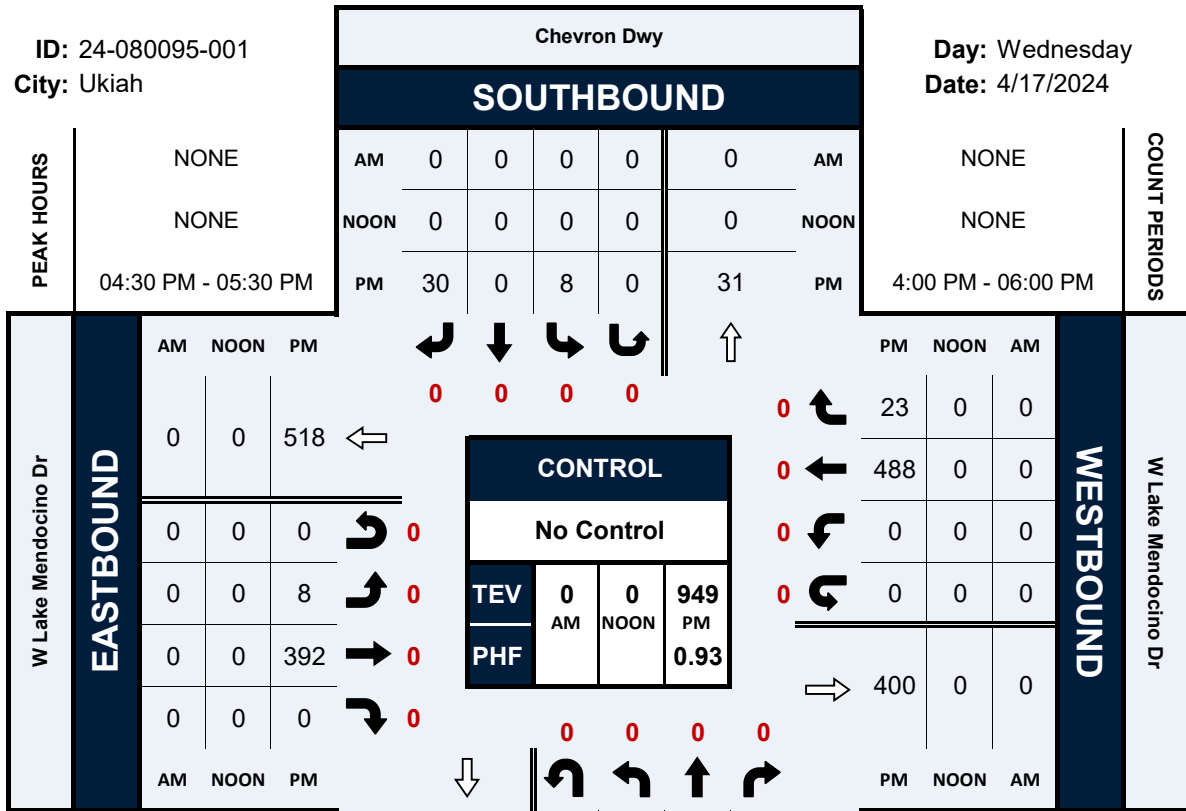 ID: 24-080095-001
City: Ukiah
Chevron Dwy
Day: Wednesday
Date: 4/17/2024
SOUTHBOUND
PEAK HOURS
NONE
NONE
04:30 PM - 05:30 PM
AM 0 0 0 0 0 AM
NOON 0 0 0 0 0 NOON
PM 30 0 8 0 31 PM
NONE
NONE
4:00 PM - 06:00 PM
COUNT PERIODS
0 0 0 0
W Lake Mendocino Dr
EASTBOUND
AM NOON PM
0 0 518
0 0 0 0
0 0 8 0
0 0 392 0
0 0 0 0
AM NOON PM
CONTROL
No Control
TEV 0 0 949
AM NOON PM
PHF 0.93
PM NOON AM
0 23 0 0
0 488 0 0
0 0 0 0
0 0 0 0
400 0 0
PM NOON AM
WESTBOUND
W Lake Mendocino Dr
0 0 0 0